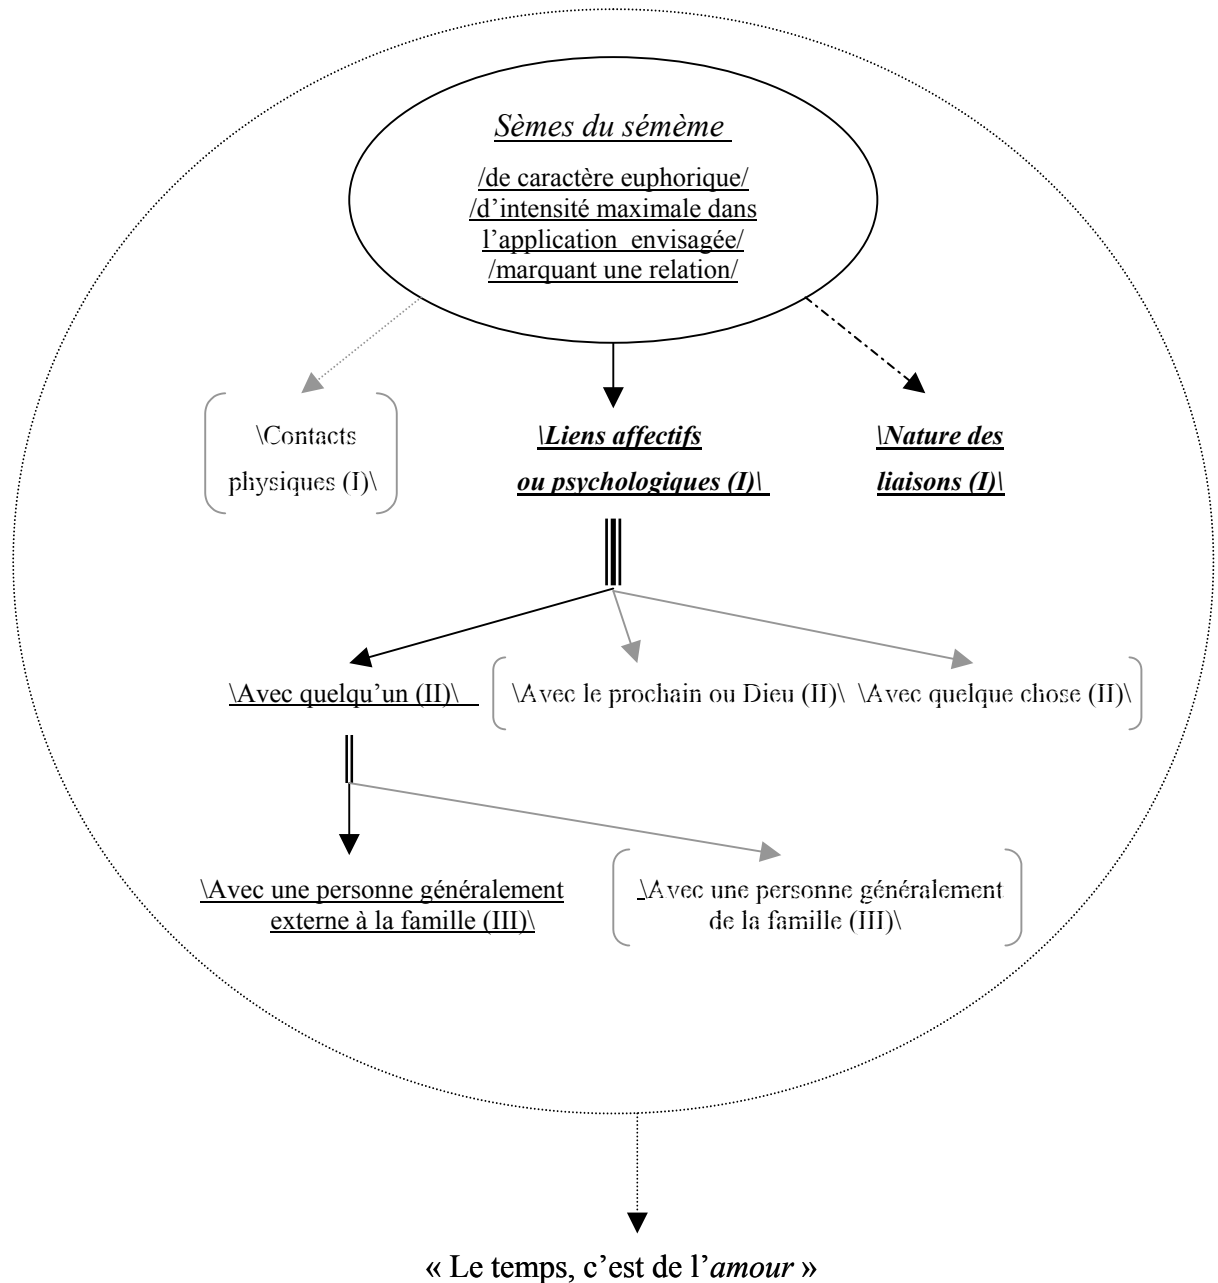 Sèmes du sémème
/de caractère euphorique/
/d’intensité maximale dans
l’application envisagée/
/marquant une relation/
\Contacts
physiques (I)\
\Liens affectifs
ou psychologiques (I)\
\Nature des
liaisons (I)\
\Avec quelqu’un (II)\
\Avec le prochain ou Dieu (II)\
\Avec quelque chose (II)\
\Avec une personne généralement
externe à la famille (III)\
\Avec une personne généralement
de la famille (III)\
« Le temps, c’est de l’amour »